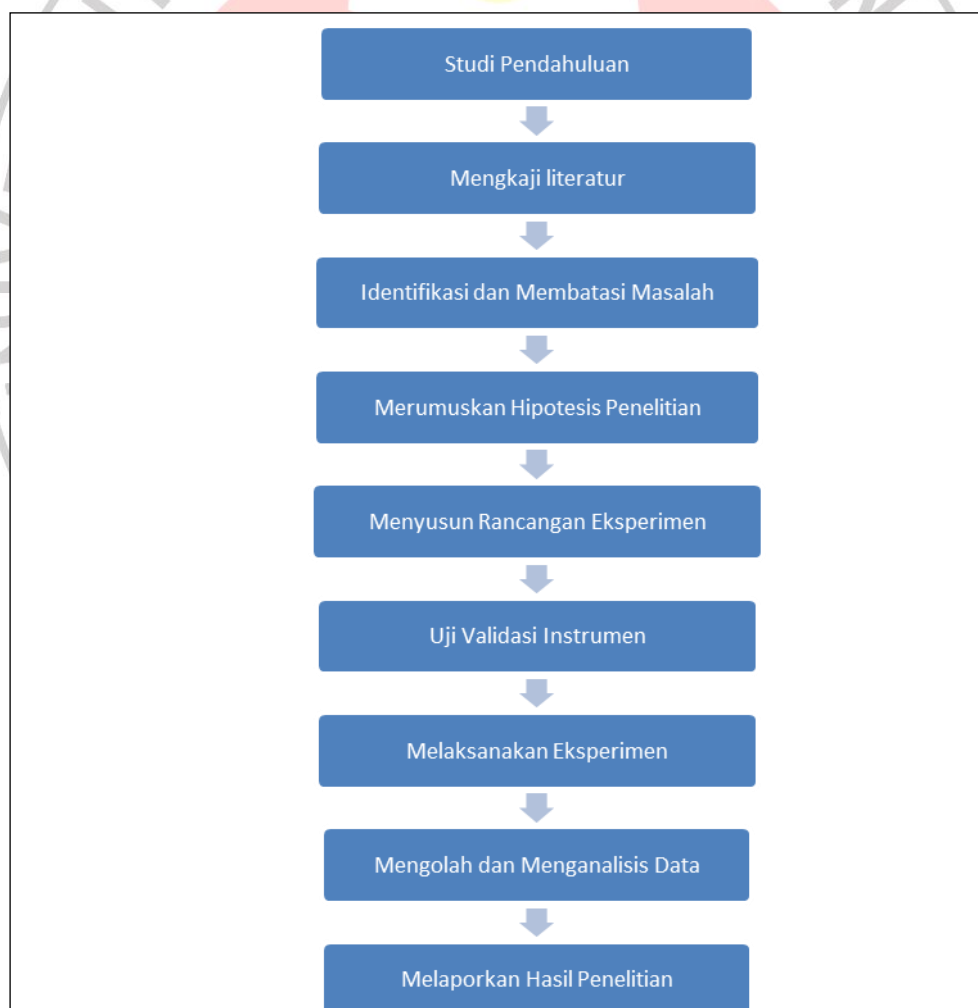 Studi Pendahuluan
Mengkaji literatur
Identifikasi dan Membatasi Masalah
Merumuskan Hipotesis Penelitian
Menyusun Rancangan Eksperimen
Uji Validasi Instrumen
Melaksanakan Eksperimen
Mengolah dan Menganalisis Data
Melaporkan Hasil Penelitian